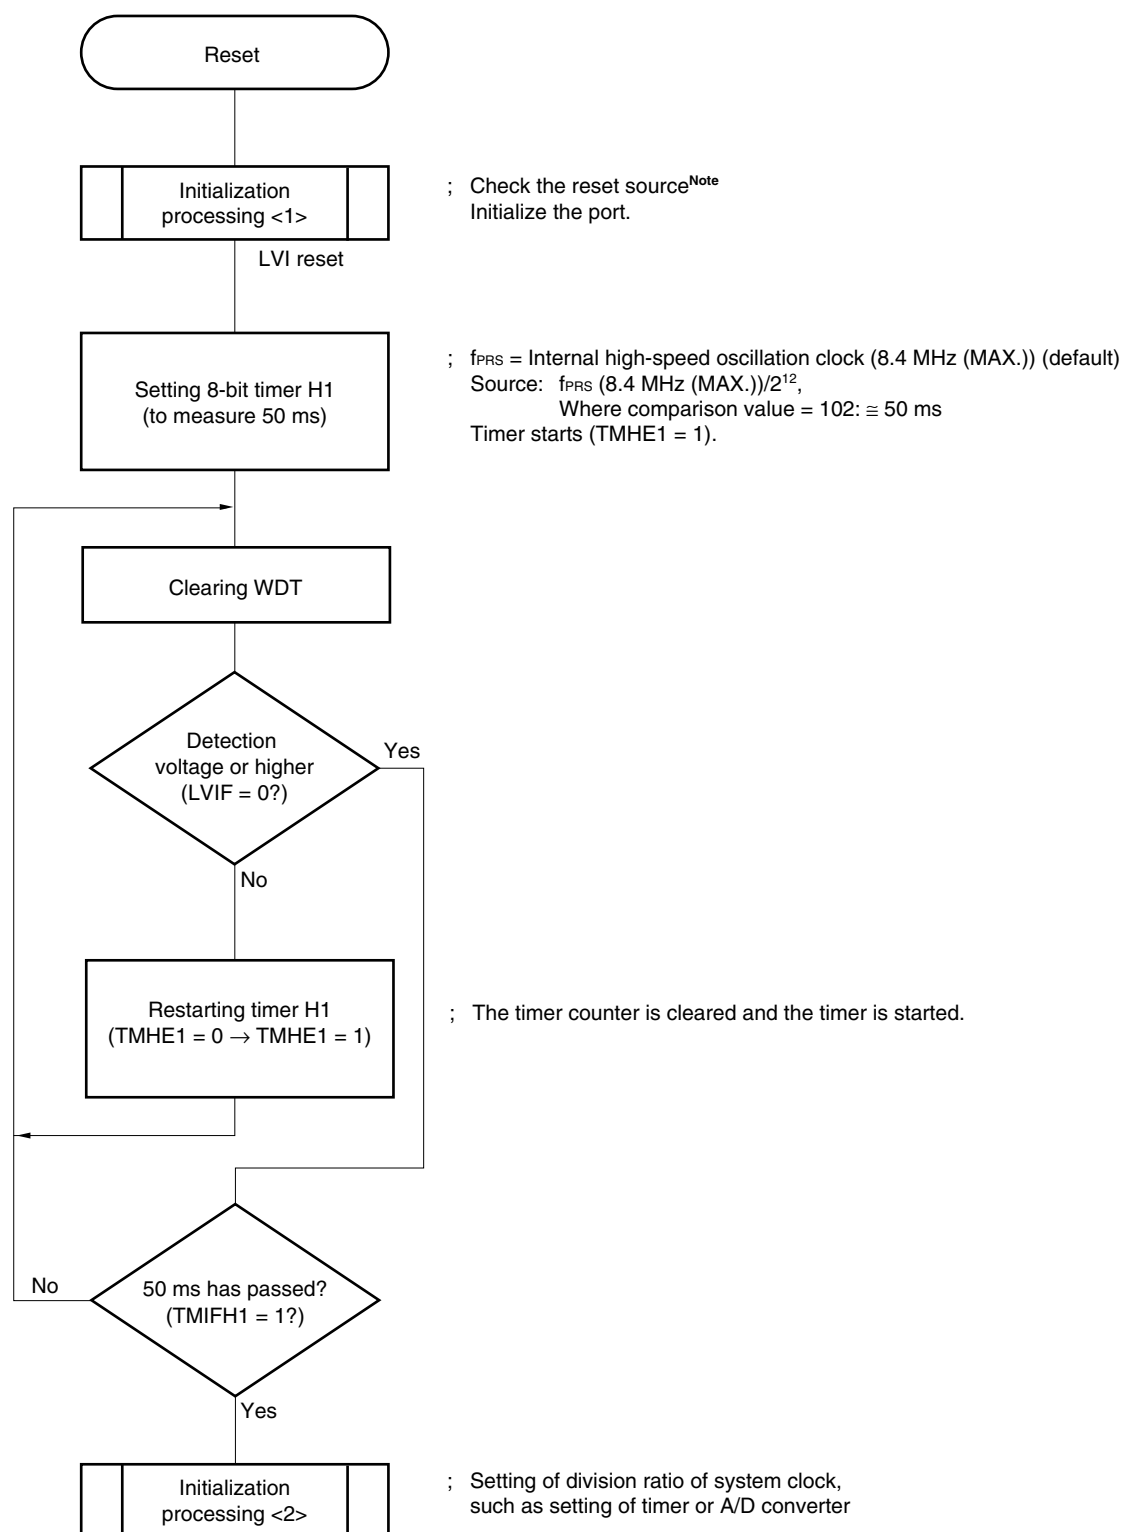 Reset
Initialization
processing <1>
; Check the reset sourceNote
Initialize the port.
LVI reset
Setting 8-bit timer H1
(to measure 50 ms)
; fPRS = Internal high-speed oscillation clock (8.4 MHz (MAX.)) (default)
Source: fPRS (8.4 MHz (MAX.))/2¹²,
Where comparison value = 102: ≅ 50 ms
Timer starts (TMHE1 = 1).
Clearing WDT
Detection
voltage or higher
(LVIF = 0?)
Yes
No
Restarting timer H1
(TMHE1 = 0 → TMHE1 = 1)
; The timer counter is cleared and the timer is started.
50 ms has passed?
(TMIFH1 = 1?)
No
Yes
Initialization
processing <2>
; Setting of division ratio of system clock,
such as setting of timer or A/D converter